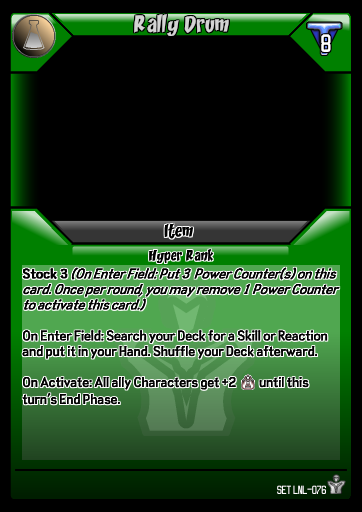 Rally Drum
8
Item
Hyper Rank
Stock 3 (On Enter Field: Put 3 Power Counter(s) on this
card. Once per round, you may remove 1 Power Counter
to activate this card.)
On Enter Field: Search your Deck for a Skill or Reaction
and put it in your Hand. Shuffle your Deck afterward.
On Activate: All ally Characters get +2 until this
turn's End Phase.
SET LNL-076